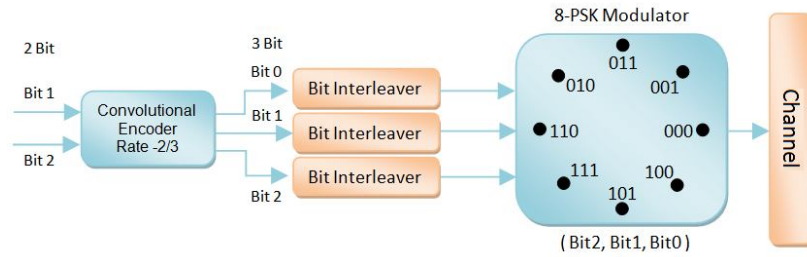 8-PSK Modulator
2 Bit
3 Bit
Bit 0
Bit 1
Bit 1
Bit 2
Bit 2
Convolutional
Encoder
Rate -2/3
Bit Interleaver
Bit Interleaver
Bit Interleaver
011
010
001
110
000
111
100
101
( Bit2, Bit1, Bit0 )
Channel